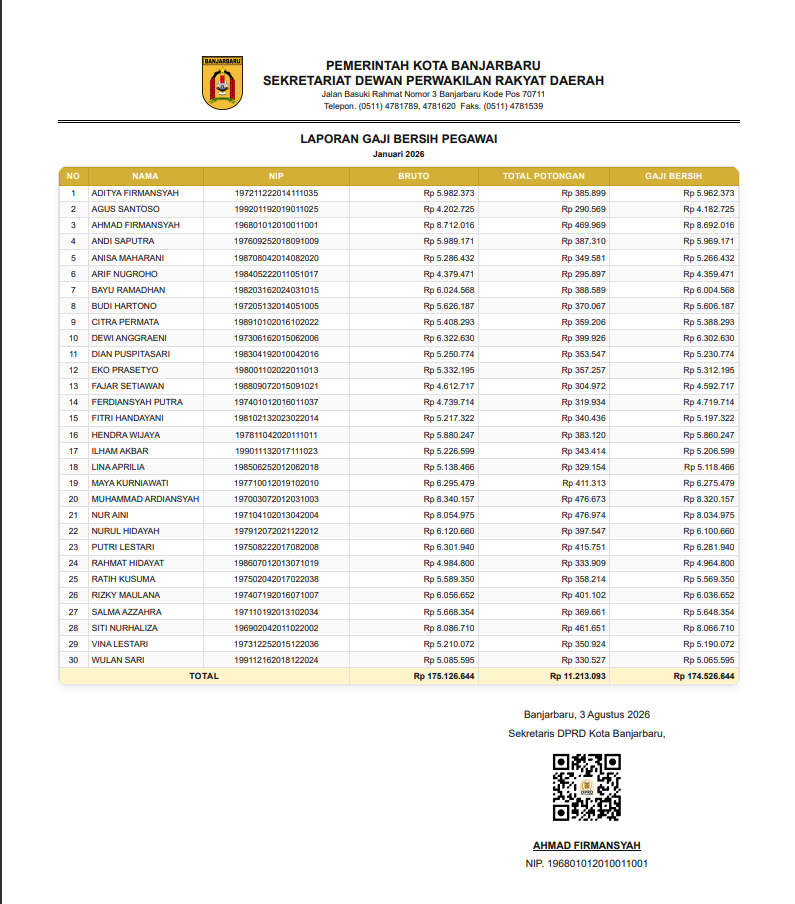 BANJARBARU
PEMERINTAH KOTA BANJARBARU
SEKRETARIAT DEWAN PERWAKILAN RAKYAT DAERAH
Jalan Basuki Rahmat Nomor 3 Banjarbaru Kode Pos 70711
Telepon. (0511) 4781789, 4781620 Faks. (0511) 4781539
LAPORAN GAJI BERSIH PEGAWAI
Januari 2026
NO NAMA NIP BRUTO TOTAL POTONGAN GAJI BERSIH
1 ADITYA FIRMANSYAH 197211222014111035 Rp 5.982.373 Rp 385.899 Rp 5.962.373
2 AGUS SANTOSO 199201192019011025 Rp 4.202.725 Rp 290.569 Rp 4.182.725
3 AHMAD FIRMANSYAH 196801012010011001 Rp 8.712.016 Rp 469.969 Rp 8.692.016
4 ANDI SAPUTRA 197609252018091009 Rp 5.989.171 Rp 387.310 Rp 5.969.171
5 ANISA MAHARANI 198708042014082020 Rp 5.286.432 Rp 349.581 Rp 5.266.432
6 ARIF NUGROHO 198405222011051017 Rp 4.379.471 Rp 295.897 Rp 4.359.471
7 BAYU RAMADHAN 198203162024031015 Rp 6.024.568 Rp 388.589 Rp 6.004.568
8 BUDI HARTONO 197205132014051005 Rp 5.626.187 Rp 370.067 Rp 5.606.187
9 CITRA PERMATA 198910102016102022 Rp 5.408.293 Rp 359.206 Rp 5.388.293
10 DEWI ANGGRAENI 197306162015062006 Rp 6.322.630 Rp 399.926 Rp 6.302.630
11 DIAN PUSPITASARI 198304192010042016 Rp 5.250.774 Rp 353.547 Rp 5.230.774
12 EKO PRASETYO 198001102022011013 Rp 5.332.195 Rp 357.257 Rp 5.312.195
13 FAJAR SETIAWAN 198809072015091021 Rp 4.612.717 Rp 304.972 Rp 4.592.717
14 FERDIANSYAH PUTRA 197401012016011037 Rp 4.739.714 Rp 319.934 Rp 4.719.714
15 FITRI HANDAYANI 198102132023022014 Rp 5.217.322 Rp 340.436 Rp 5.197.322
16 HENDRA WIJAYA 197811042020111011 Rp 5.880.247 Rp 383.120 Rp 5.860.247
17 ILHAM AKBAR 199011132017111023 Rp 5.226.599 Rp 343.414 Rp 5.206.599
18 LINA APRILIA 198506252012062018 Rp 5.138.466 Rp 329.154 Rp 5.118.466
19 MAYA KURNIAWATI 197710012019102010 Rp 6.295.479 Rp 411.313 Rp 6.275.479
20 MUHAMMAD ARDIANSYAH 197003072012031003 Rp 8.340.157 Rp 476.673 Rp 8.320.157
21 NUR AINI 197104102013042004 Rp 8.054.975 Rp 476.974 Rp 8.034.975
22 NURUL HIDAYAH 197912072021122012 Rp 6.120.660 Rp 397.547 Rp 6.100.660
23 PUTRI LESTARI 197508222017082008 Rp 6.301.940 Rp 415.751 Rp 6.281.940
24 RAHMAT HIDAYAT 198607012013071019 Rp 4.984.800 Rp 333.909 Rp 4.964.800
25 RATIH KUSUMA 197502042017022038 Rp 5.589.350 Rp 358.214 Rp 5.569.350
26 RIZKY MAULANA 197407192016071007 Rp 6.056.652 Rp 401.102 Rp 6.036.652
27 SALMA AZZAHRA 197110192013102034 Rp 5.668.354 Rp 369.661 Rp 5.648.354
28 SITI NURHALIZA 196902042011022002 Rp 8.086.710 Rp 461.651 Rp 8.066.710
29 VINA LESTARI 197312252015122036 Rp 5.210.072 Rp 350.924 Rp 5.190.072
30 WULAN SARI 199112162018122024 Rp 5.085.595 Rp 330.527 Rp 5.065.595
TOTAL Rp 175.126.644 Rp 11.213.093 Rp 174.526.644
Banjarbaru, 3 Agustus 2026
Sekretaris DPRD Kota Banjarbaru,
DPRD
AHMAD FIRMANSYAH
NIP. 196801012010011001